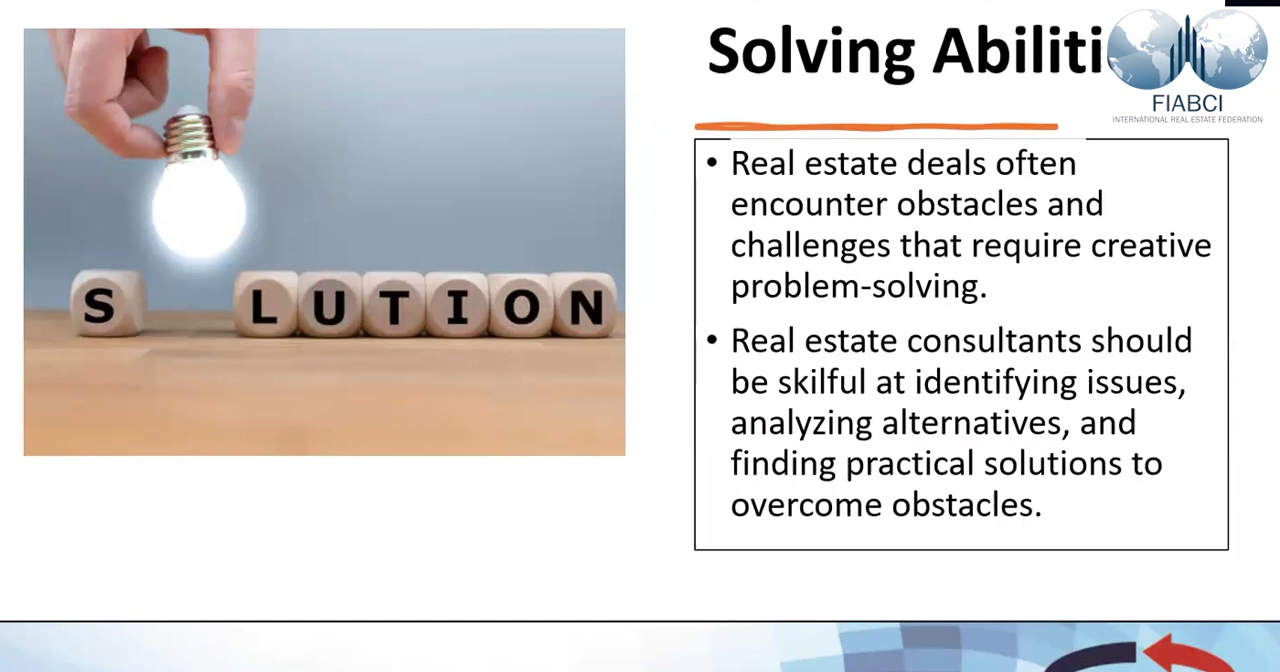 S LUTION
Solving Abiliti
FIABCI
INTERNATIONAL REAL ESTATE FEDERATION
• Real estate deals often
encounter obstacles and
challenges that require creative
problem-solving.
• Real estate consultants should
be skilful at identifying issues,
analyzing alternatives, and
finding practical solutions to
overcome obstacles.